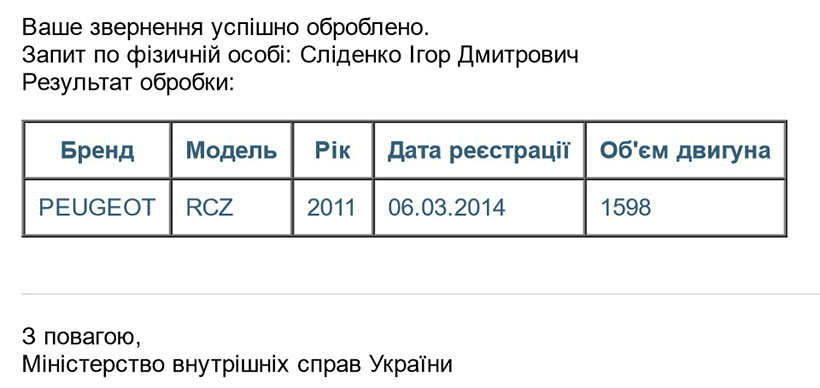 Ваше звернення успішно оброблено.
Запит по фізичній особі: Сліденко Ігор Дмитрович
Результат обробки:
Бренд Модель Рік Дата реєстрації Об'єм двигуна
PEUGEOT RCZ 2011 06.03.2014 1598
З повагою,
Міністерство внутрішніх справ України